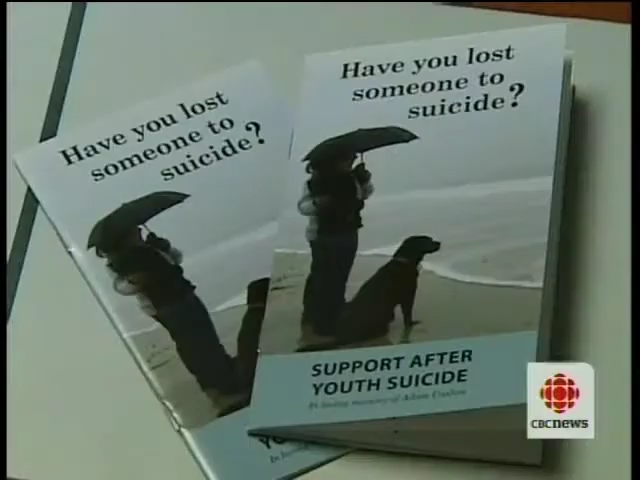 Have you lost
someone to
suicide?
Have you lost
someone to
suicide?
SUPPORT AFTER
YOUTH SUICIDE
In loving memory of Adam
CBCNEWS